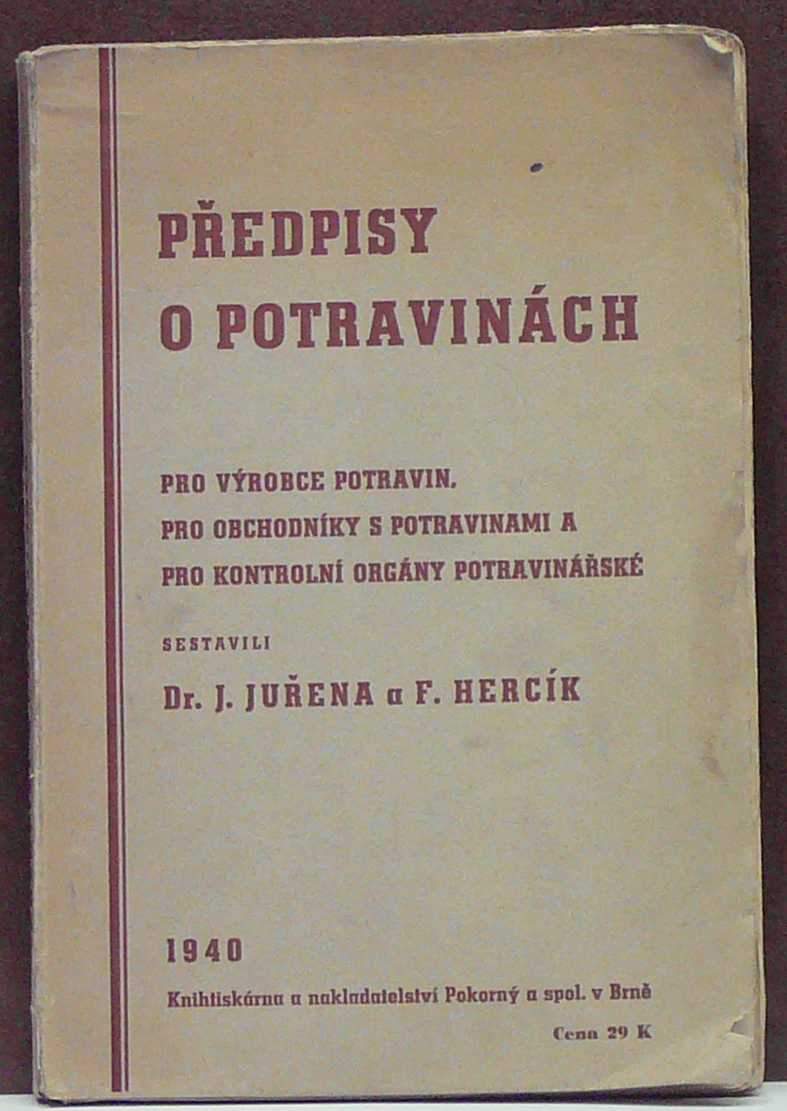 PŘEDPISY
O POTRAVINÁCH
PRO VÝROBCE POTRAVIN,
PRO OBCHODNÍKY S POTRAVINAMI A
PRO KONTROLNÍ ORGÁNY POTRAVINÁŘSKÉ
SESTAVILI
Dr. J. JUŘENA a F. HERCÍK
1940
Knihtiskárna a nakladatelství Pokorný a spol. v Brně
Cena 29 K